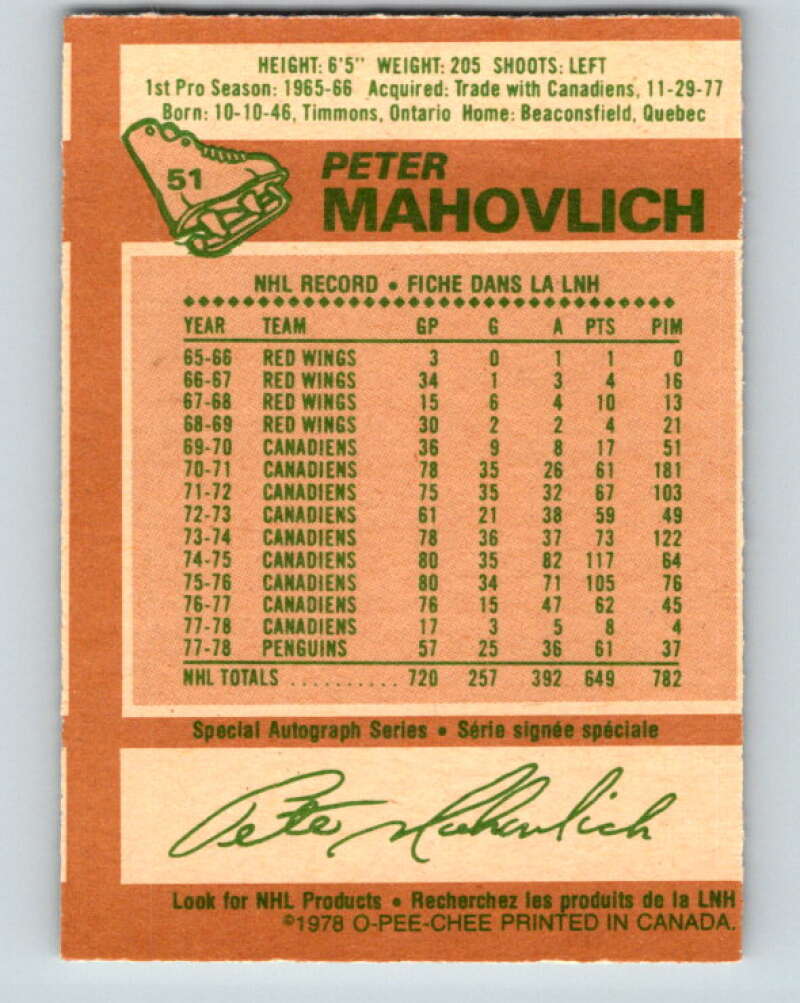 HEIGHT: 6'5" WEIGHT: 205 SHOOTS: LEFT
1st Pro Season: 1965-66 Acquired: Trade with Canadiens, 11-29-77
Born: 10-10-46, Timmons, Ontario Home: Beaconsfield, Quebec
51
PETER
MAHOVLICH
NHL RECORD • FICHE DANS LA LNH
YEAR TEAM GP G A PTS PIM
65-66 RED WINGS 3 0 1 1 0
66-67 RED WINGS 34 1 3 4 16
67-68 RED WINGS 15 6 4 10 13
68-69 RED WINGS 30 2 2 4 21
69-70 CANADIENS 36 9 8 17 51
70-71 CANADIENS 78 35 26 61 181
71-72 CANADIENS 75 35 32 67 103
72-73 CANADIENS 61 21 38 59 49
73-74 CANADIENS 78 36 37 73 122
74-75 CANADIENS 80 35 82 117 64
75-76 CANADIENS 80 34 71 105 76
76-77 CANADIENS 76 15 47 62 45
77-78 CANADIENS 17 3 5 8 4
77-78 PENGUINS 57 25 36 61 37
NHL TOTALS .......... 720 257 392 649 782
Special Autograph Series • Série signée spéciale
Pete Mahovlich
Look for NHL Products • Recherchez les produits de la LNH
©1978 O-PEE-CHEE PRINTED IN CANADA.